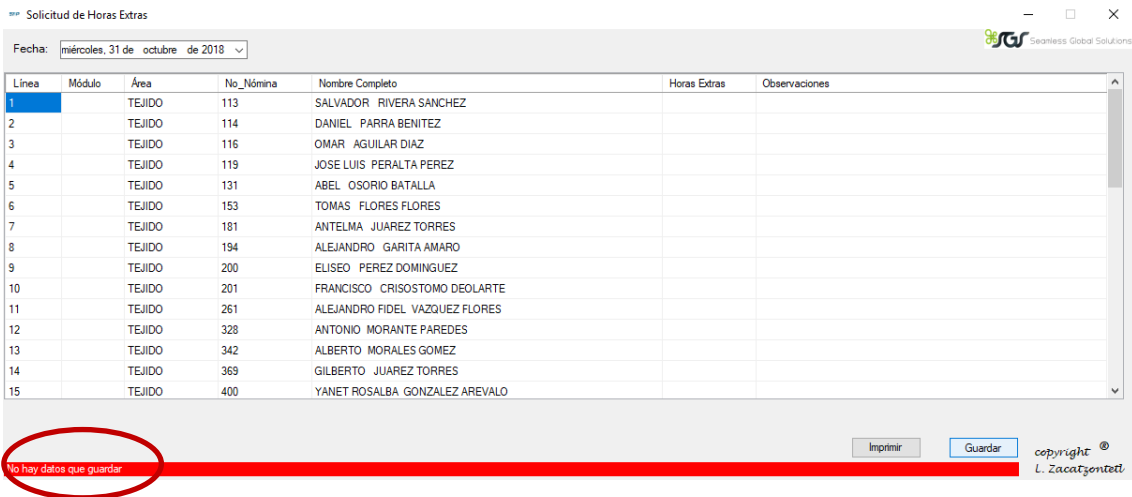 SFP Solicitud de Horas Extras
SGS Seamless Global Solutions
Fecha: miércoles, 31 de octubre de 2018
Línea Módulo Área No_Nómina Nombre Completo Horas Extras Observaciones
1 TEJIDO 113 SALVADOR RIVERA SANCHEZ
2 TEJIDO 114 DANIEL PARRA BENITEZ
3 TEJIDO 116 OMAR AGUILAR DIAZ
4 TEJIDO 119 JOSE LUIS PERALTA PEREZ
5 TEJIDO 131 ABEL OSORIO BATALLA
6 TEJIDO 153 TOMAS FLORES FLORES
7 TEJIDO 181 ANTELMA JUAREZ TORRES
8 TEJIDO 194 ALEJANDRO GARITA AMARO
9 TEJIDO 200 ELISEO PEREZ DOMINGUEZ
10 TEJIDO 201 FRANCISCO CRISOSTOMO DEOLARTE
11 TEJIDO 261 ALEJANDRO FIDEL VAZQUEZ FLORES
12 TEJIDO 328 ANTONIO MORANTE PAREDES
13 TEJIDO 342 ALBERTO MORALES GOMEZ
14 TEJIDO 369 GILBERTO JUAREZ TORRES
15 TEJIDO 400 YANET ROSALBA GONZALEZ AREVALO
Imprimir Guardar
copyright ®
L. Zacatzontetl
No hay datos que guardar